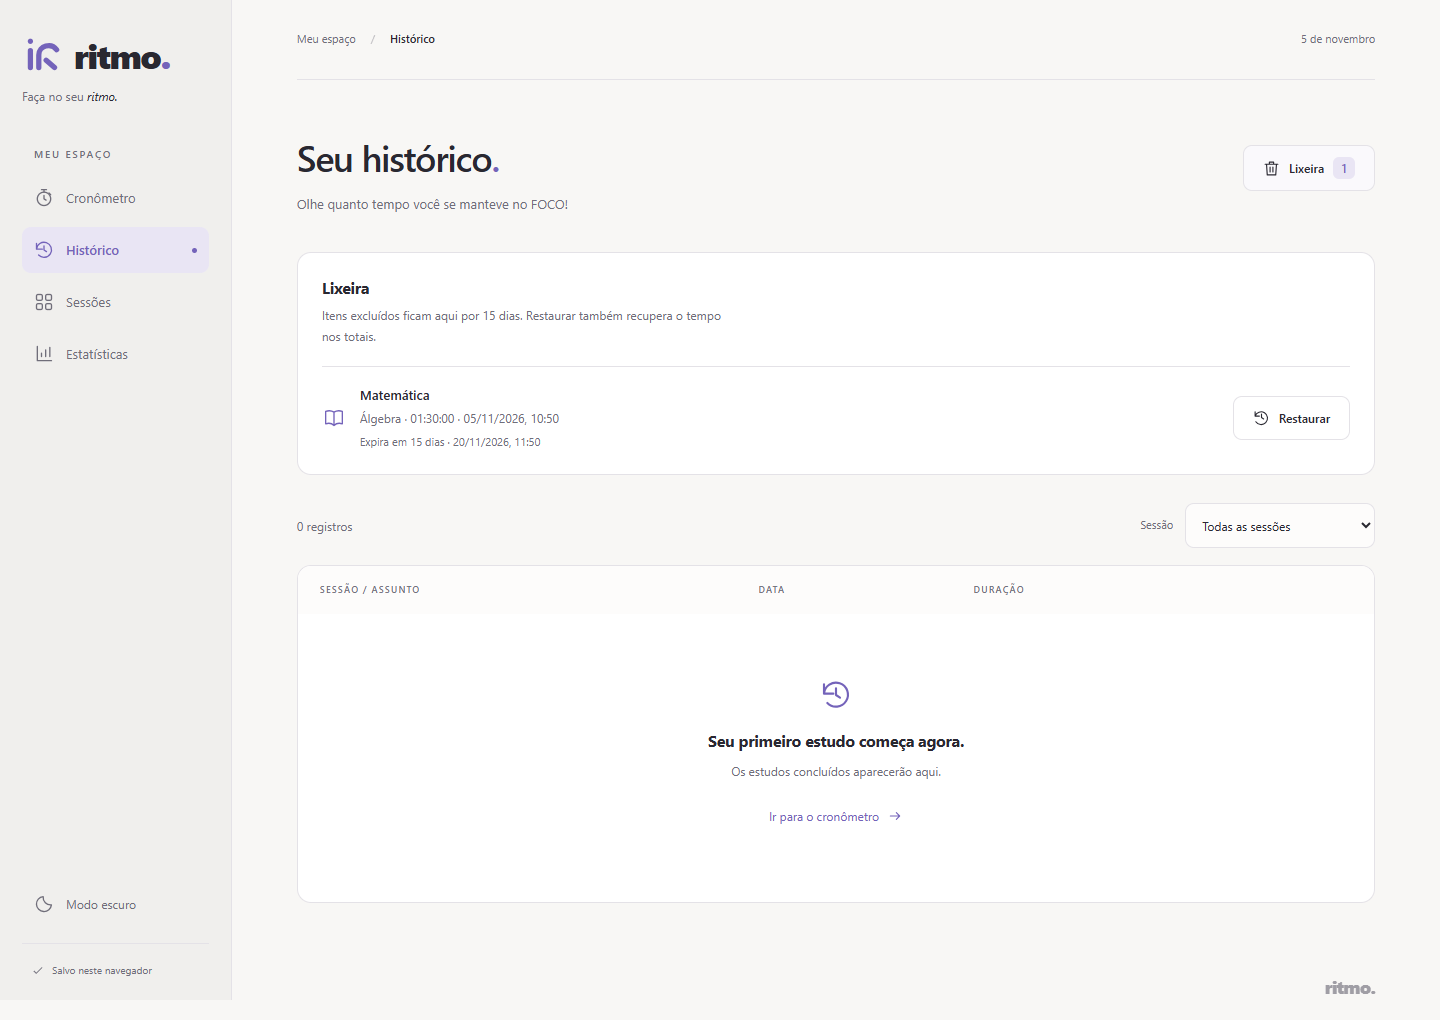 ritmo.
Faça no seu ritmo.
MEU ESPAÇO
Cronômetro
Histórico
Sessões
Estatísticas
Modo escuro
Salvo neste navegador
Meu espaço / Histórico
5 de novembro
Seu histórico.
Olhe quanto tempo você se manteve no FOCO!
Lixeira 1
Lixeira
Itens excluídos ficam aqui por 15 dias. Restaurar também recupera o tempo
nos totais.
Matemática
Álgebra · 01:30:00 · 05/11/2026, 10:50
Expira em 15 dias · 20/11/2026, 11:50
Restaurar
0 registros
Sessão
Todas as sessões
SESSÃO / ASSUNTO DATA DURAÇÃO
Seu primeiro estudo começa agora.
Os estudos concluídos aparecerão aqui.
Ir para o cronômetro →
ritmo.